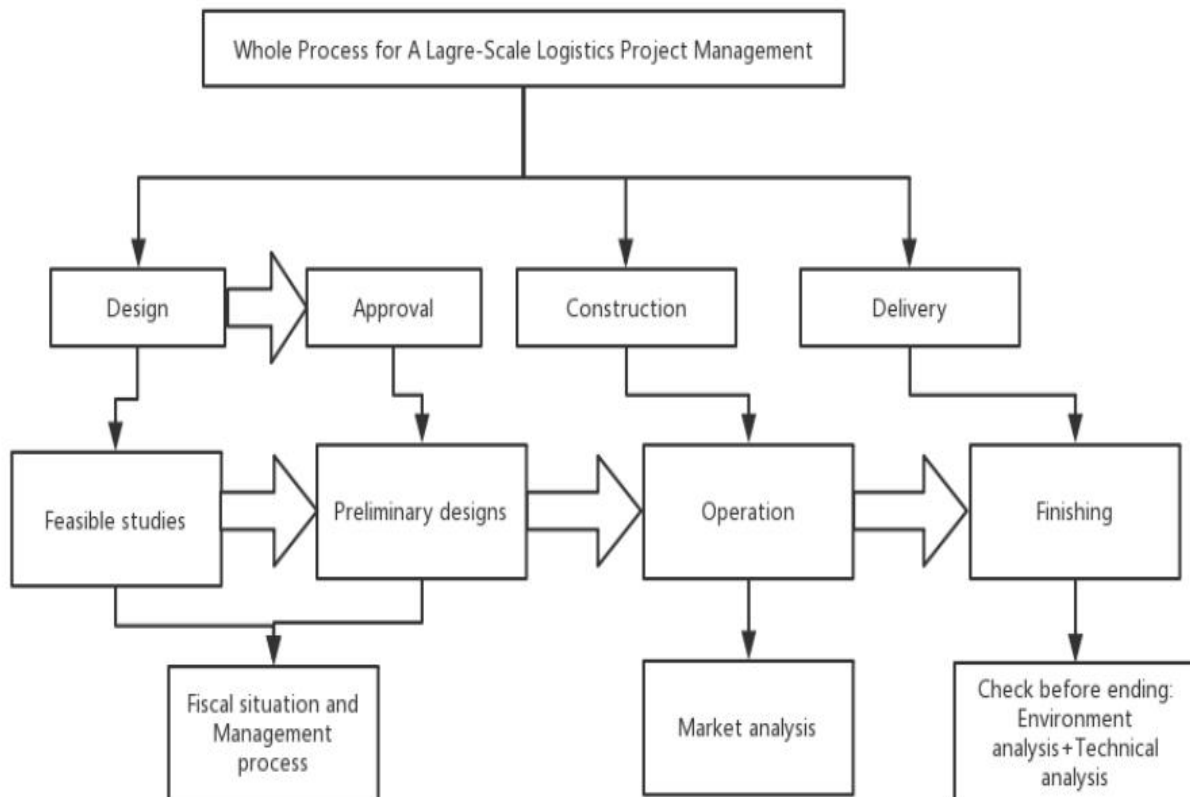 Whole Process for A Lagre-Scale Logistics Project Management
Design
Approval
Construction
Delivery
Feasible studies
Preliminary designs
Operation
Finishing
Fiscal situation and
Management
process
Market analysis
Check before ending:
Environment
analysis+Technical
analysis